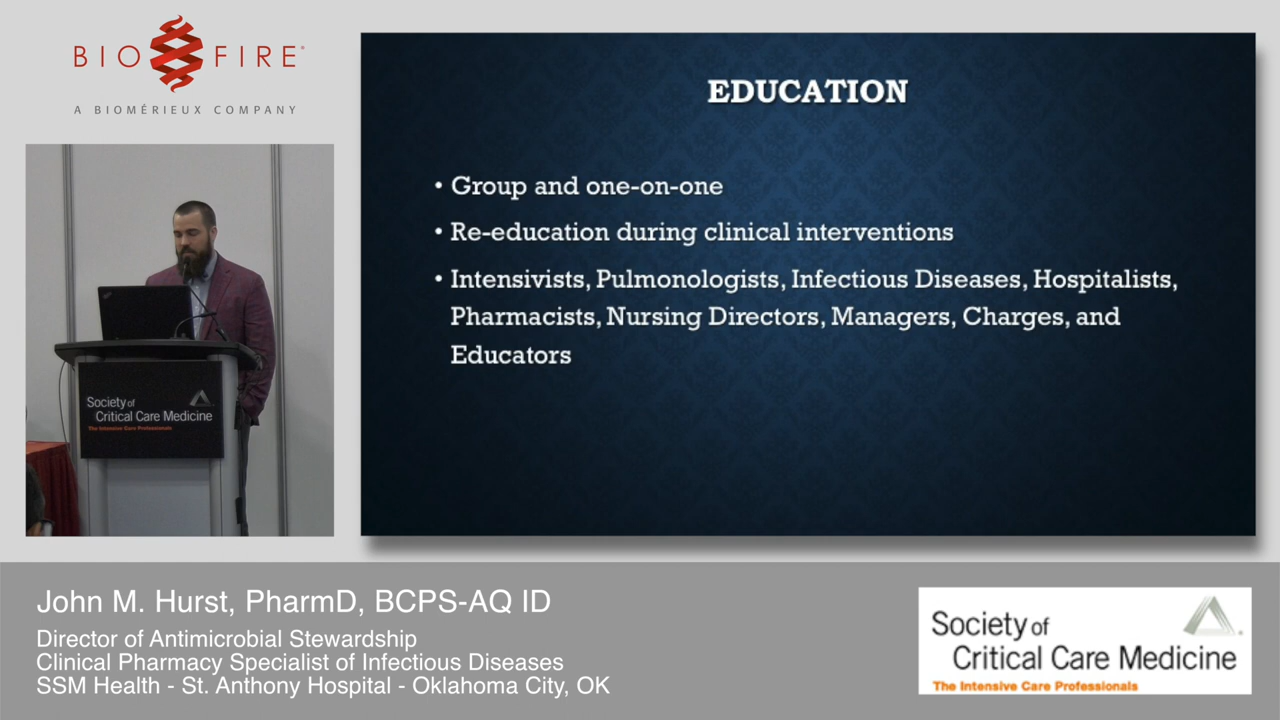 BIO FIRE®
A BIOMÉRIEUX COMPANY
EDUCATION
• Group and one-on-one
• Re-education during clinical interventions
• Intensivists, Pulmonologists, Infectious Diseases, Hospitalists,
Pharmacists, Nursing Directors, Managers, Charges, and
Educators
Society of
Critical Care Medicine
The Intensive Care Professionals
John M. Hurst, PharmD, BCPS-AQ ID
Director of Antimicrobial Stewardship
Clinical Pharmacy Specialist of Infectious Diseases
SSM Health - St. Anthony Hospital - Oklahoma City, OK
Society of
Critical Care Medicine
The Intensive Care Professionals